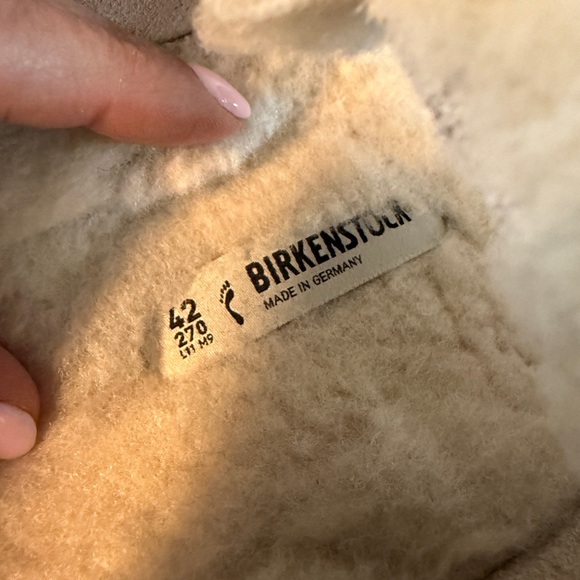 42
270
L11 M9
BIRKENSTOCK
MADE IN GERMANY